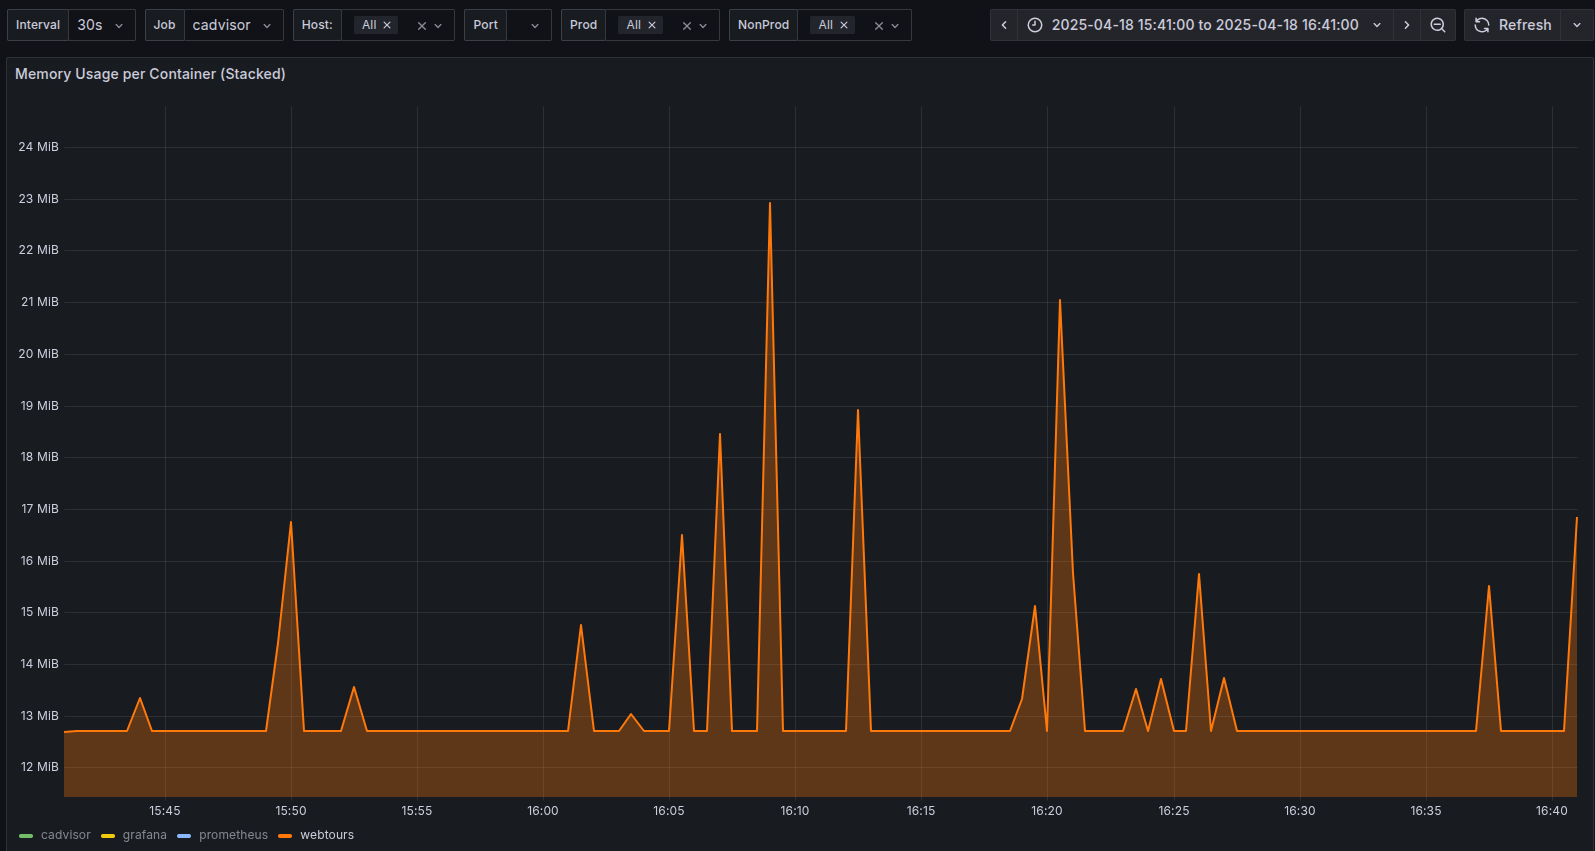 Interval 30s Job cadvisor Host: All Port Prod All NonProd All 2025-04-18 15:41:00 to 2025-04-18 16:41:00 Refresh
Memory Usage per Container (Stacked)
24 MiB
23 MiB
22 MiB
21 MiB
20 MiB
19 MiB
18 MiB
17 MiB
16 MiB
15 MiB
14 MiB
13 MiB
12 MiB
15:45 15:50 15:55 16:00 16:05 16:10 16:15 16:20 16:25 16:30 16:35 16:40
cadvisor grafana prometheus webtours